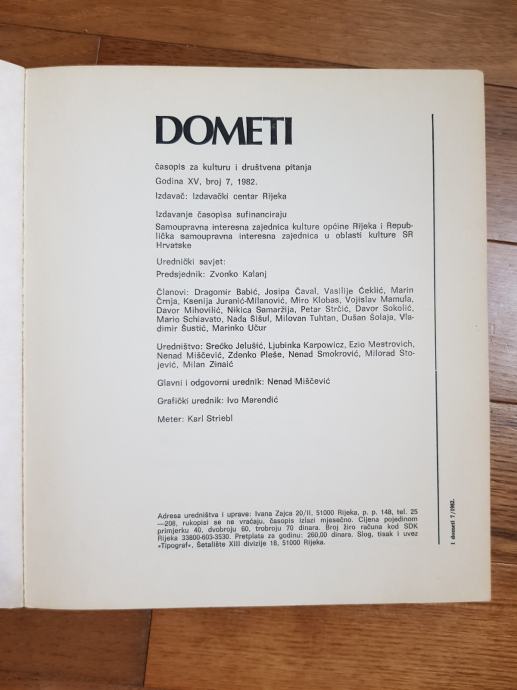 DOMETI
časopis za kulturu i društvena pitanja
Godina XV, broj 7, 1982.
Izdavač: Izdavački centar Rijeka
Izdavanje časopisa sufinanciraju
Samoupravna interesna zajednica kulture općine Rijeka i Repub-
lička samoupravna interesna zajednica u oblasti kulture SR
Hrvatske
Urednički savjet:
Predsjednik: Zvonko Kalanj
Članovi: Dragomir Babić, Josipa Čaval, Vasilije Ćeklić, Marin
Črnja, Ksenija Juranić-Milanović, Miro Klobas, Vojislav Mamula,
Davor Mihovilić, Nikica Samaržija, Petar Strčić, Davor Sokolić,
Mario Schiavato, Nada Šišul, Milovan Tuhtan, Dušan Šolaja, Vla-
dimir Šustić, Marinko Učur
Uredništvo: Srećko Jelušić, Ljubinka Karpowicz, Ezio Mestrovich,
Nenad Miščević, Zdenko Pleše, Nenad Smokrović, Milorad Sto-
jević, Milan Zinaić
Glavni i odgovorni urednik: Nenad Miščević
Grafički urednik: Ivo Marendić
Meter: Karl Striebl
Adresa uredništva i uprave: Ivana Zajca 20/II, 51000 Rijeka, p. p. 148, tel. 25
—208, rukopisi se ne vraćaju, časopis izlazi mjesečno. Cijena pojedinom
primjerku 40, dvobroju 60, trobroju 70 dinara. Broj žiro računa kod SDK
Rijeka 33800-603-3530. Pretplata za godinu: 260,00 dinara. Slog, tisak i uvez
»Tipograf«, Šetalište XIII divizije 18, 51000 Rijeka.
1 dometi 7/1982.